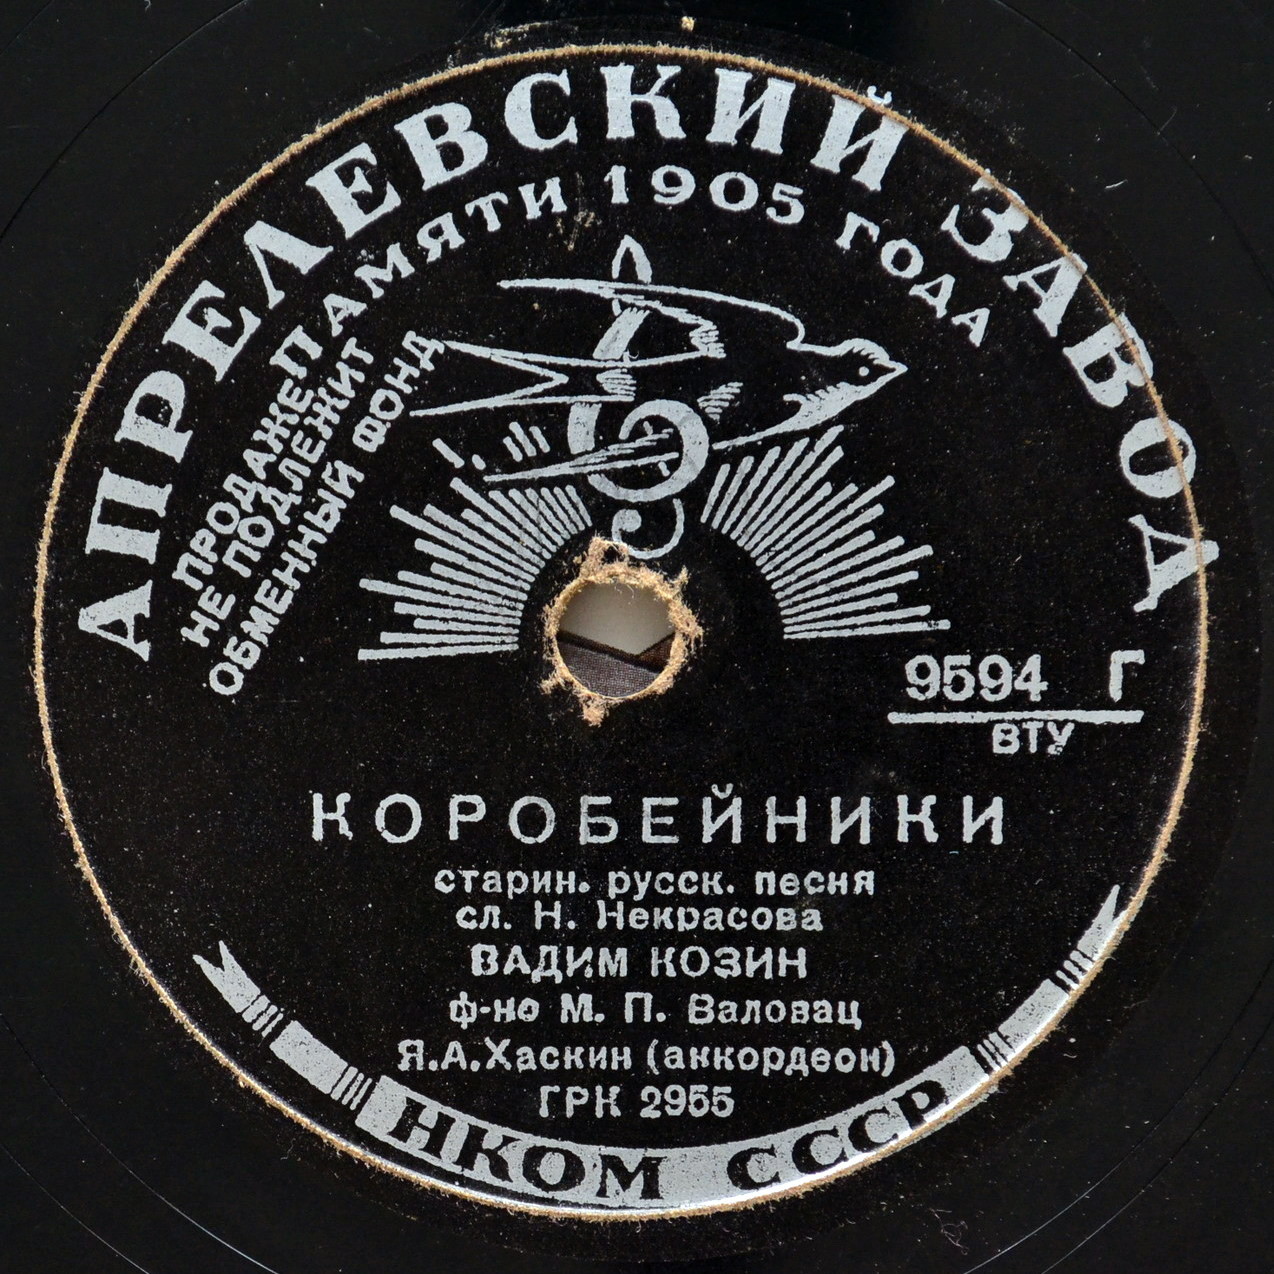 АПРЕЛЕВСКИЙ ЗАВОД
ПАМЯТИ 1905 ГОДА
ПРОДАЖЕ
НЕ ПОДЛЕЖИТ
ОБМЕННЫЙ ФОНД
9594 Г
ВТУ
КОРОБЕЙНИКИ
старин. русск. песня
сл. Н. Некрасова
ВАДИМ КОЗИН
ф-но М. П. Валовац
Я.А.Хаскин (аккордеон)
ГРК 2955
НКОМ СССР